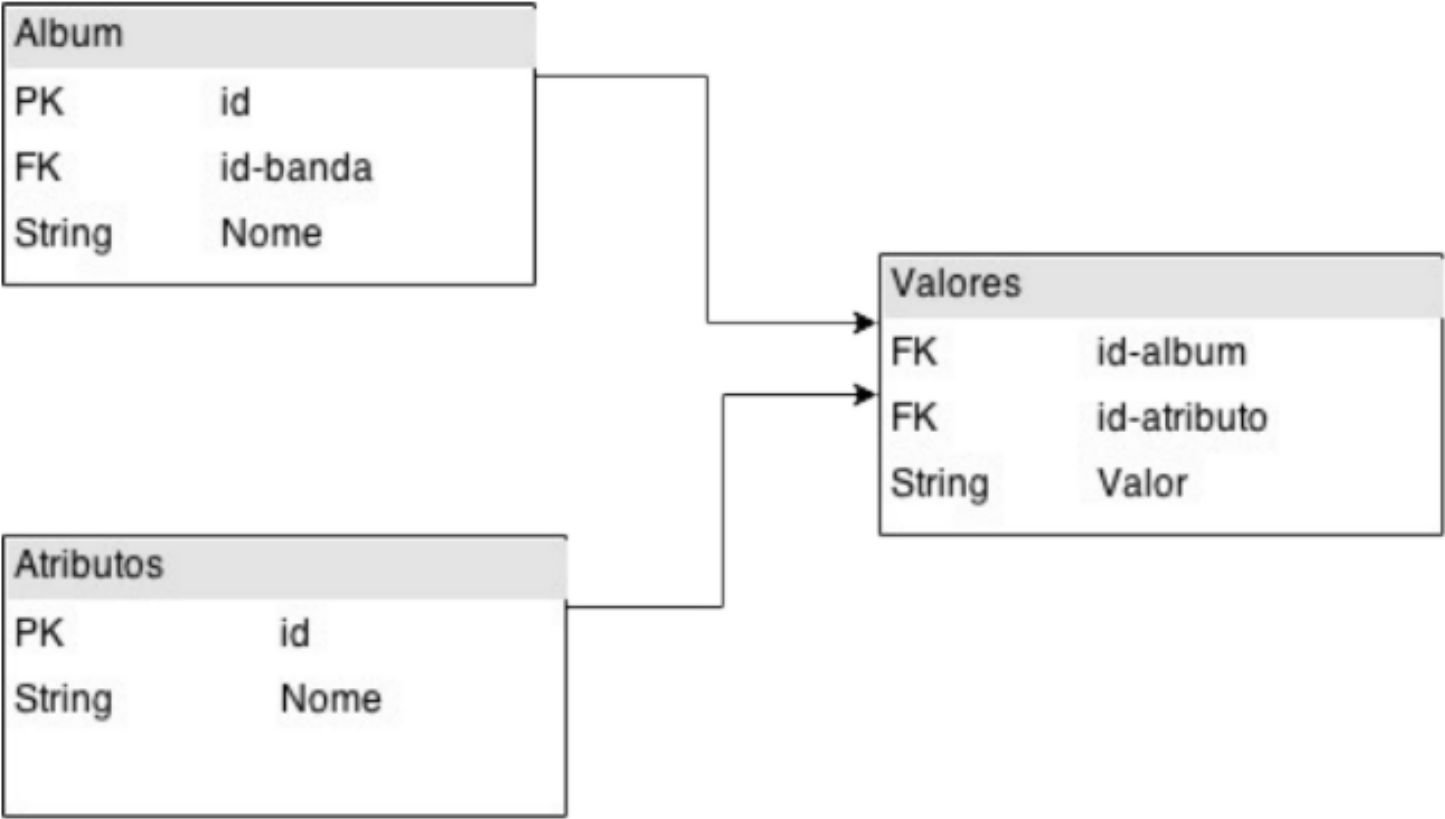 Album
PK id
FK id-banda
String Nome
Valores
FK id-album
FK id-atributo
String Valor
Atributos
PK id
String Nome